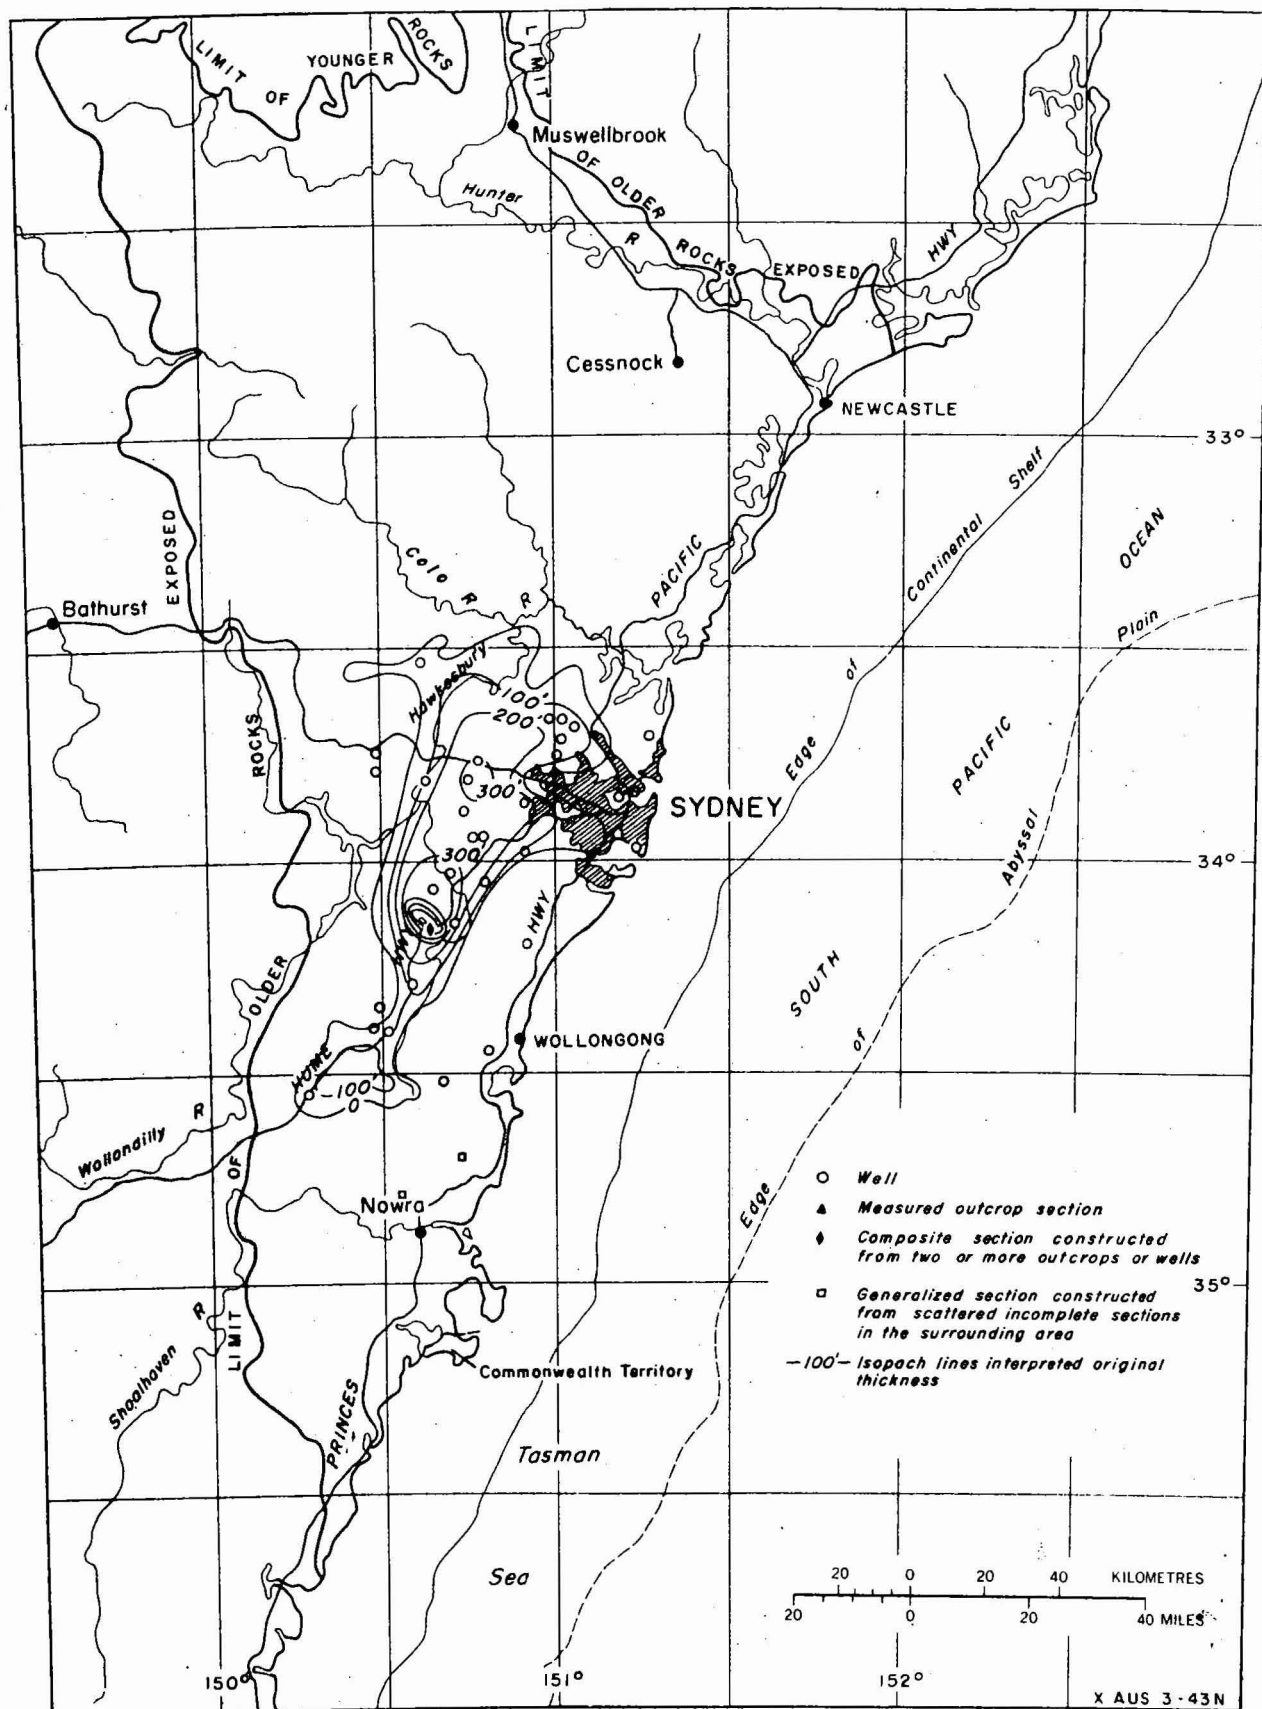 LIMIT OF YOUNGER ROCKS
LIMIT OF OLDER ROCKS EXPOSED
Muswellbrook
Hunter R
HWY
Cessnock
NEWCASTLE
33°
Edge of Continental Shelf
PACIFIC
OCEAN
EXPOSED
Colo R
R
Bathurst
Hawkesbury
Edge of Abyssal Plain
100'
200'
ROCKS
SOUTH PACIFIC
300'
SYDNEY
300'
34°
HWY
HWY
OLDER
WOLLONGONG
HUME
100'
0
Wollondilly R
OF
Nowra
Well
Measured outcrop section
Composite section constructed
from two or more outcrops or wells
35°
Generalized section constructed
from scattered incomplete sections
in the surrounding area
-100'- Isopach lines interpreted original
thickness
Shoalhaven R
LIMIT
Commonwealth Territory
PRINCES
Tasman
Sea
20 0 20 40 KILOMETRES
20 0 20 40 MILES
150° 151° 152°
X AUS 3-43N